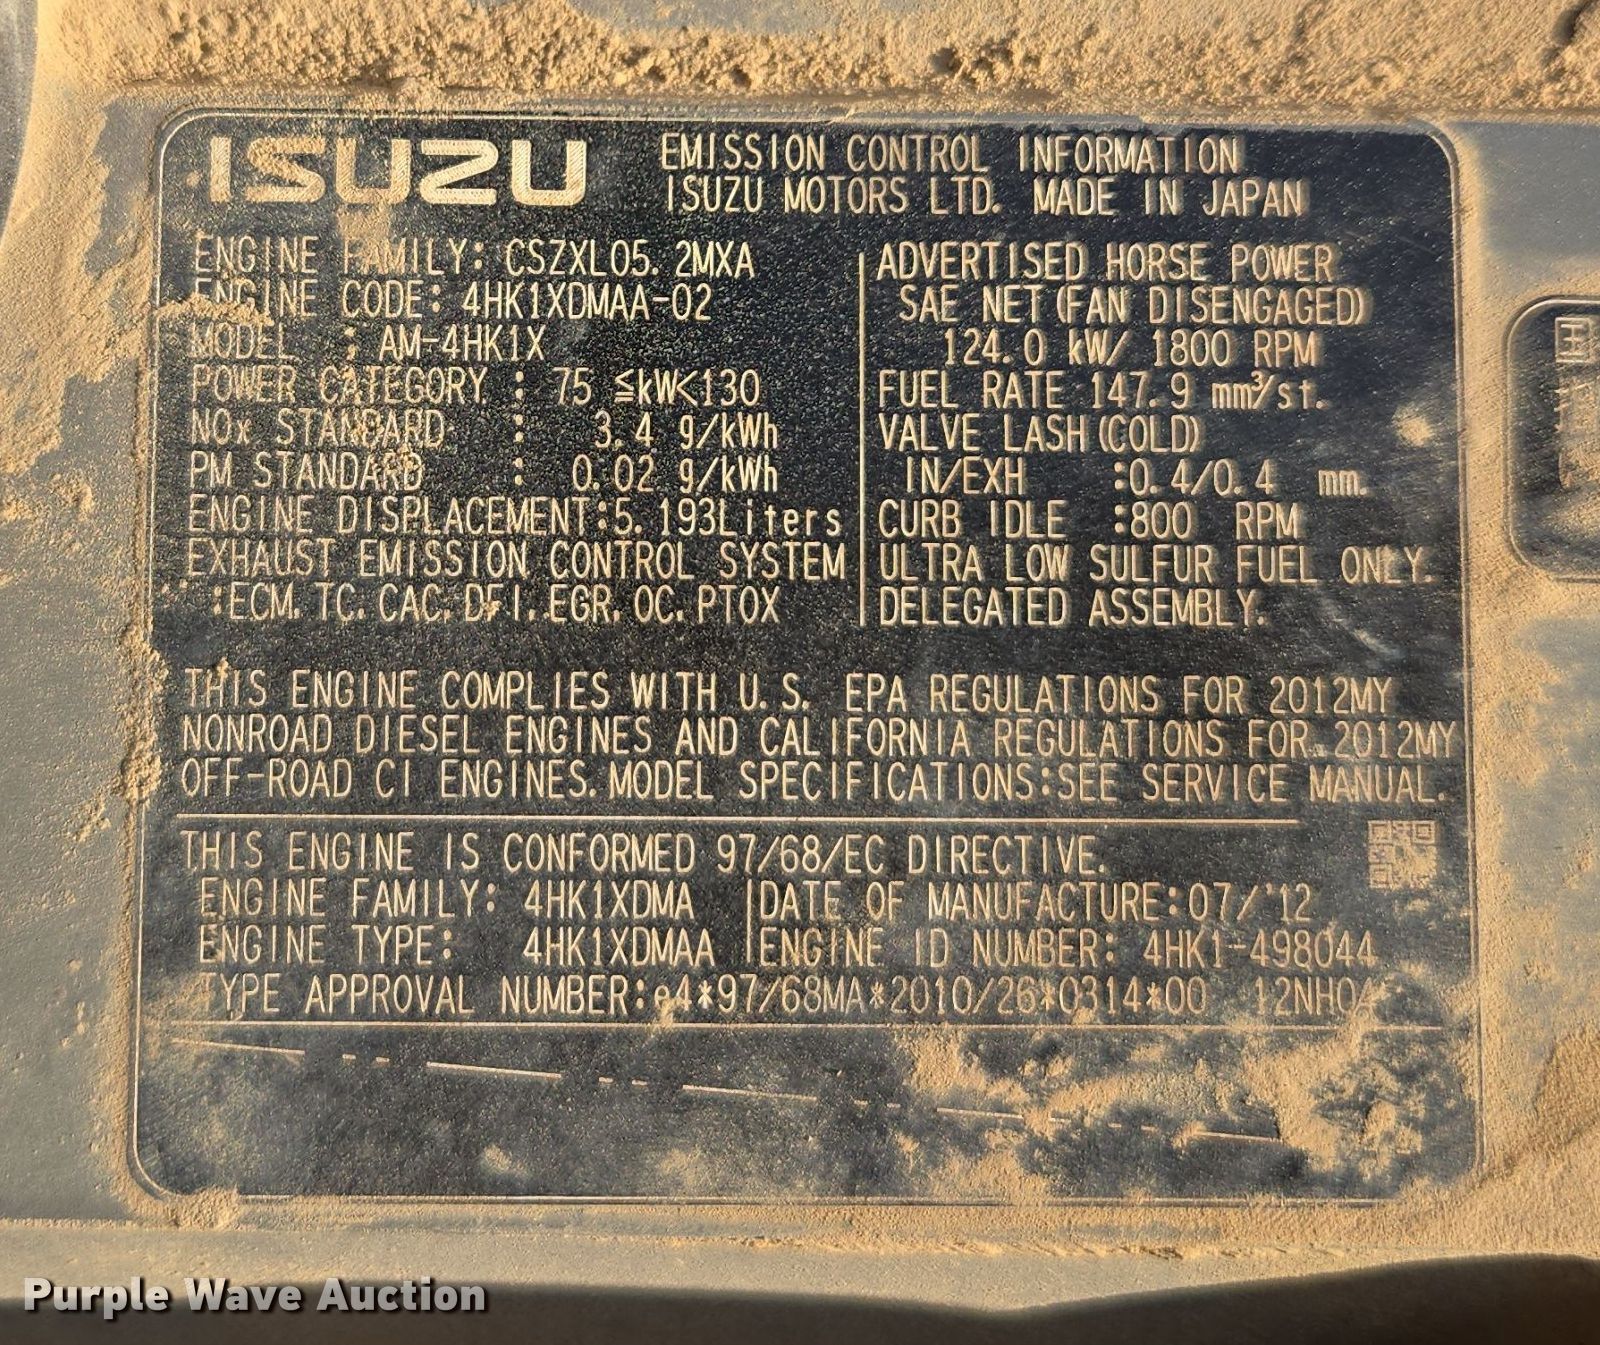 ISUZU
EMISSION CONTROL INFORMATION
ISUZU MOTORS LTD. MADE IN JAPAN
ENGINE FAMILY: CSZXL05.2MXA
ENGINE CODE: 4HK1XDMAA-02
MODEL : AM-4HK1X
POWER CATEGORY : 75 ≦kW<130
NOx STANDARD : 3.4 g/kWh
PM STANDARD : 0.02 g/kWh
ENGINE DISPLACEMENT:5.193Liters
EXHAUST EMISSION CONTROL SYSTEM
:ECM.TC.CAC.DFI.EGR.OC.PTOX
ADVERTISED HORSE POWER
SAE NET(FAN DISENGAGED)
124.0 kW/ 1800 RPM
FUEL RATE 147.9 mm³/st.
VALVE LASH(COLD)
IN/EXH :0.4/0.4 mm.
CURB IDLE :800 RPM
ULTRA LOW SULFUR FUEL ONLY.
DELEGATED ASSEMBLY.
THIS ENGINE COMPLIES WITH U.S. EPA REGULATIONS FOR 2012MY
NONROAD DIESEL ENGINES AND CALIFORNIA REGULATIONS FOR 2012MY
OFF-ROAD CI ENGINES.MODEL SPECIFICATIONS:SEE SERVICE MANUAL.
THIS ENGINE IS CONFORMED 97/68/EC DIRECTIVE.
ENGINE FAMILY: 4HK1XDMA
DATE OF MANUFACTURE:07/'12
ENGINE TYPE: 4HK1XDMAA
ENGINE ID NUMBER: 4HK1-498044
TYPE APPROVAL NUMBER:e4*97/68MA*2010/26*0314*00
Purple Wave Auction